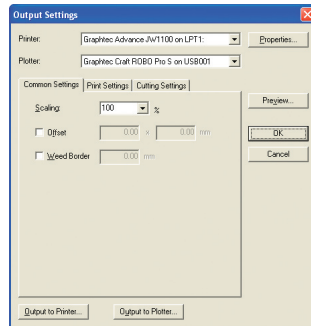 Output Settings
Printer: Graphtec Advance JW1100 on LPT1: Properties...
Plotter: Graphtec Craft ROBO Pro S on USB001
Common Settings Print Settings Cutting Settings
Scaling: 100 % Preview...
Offset 0.00 x 0.00 mm OK
Weed Border 0.00 mm Cancel
Output to Printer... Output to Plotter...